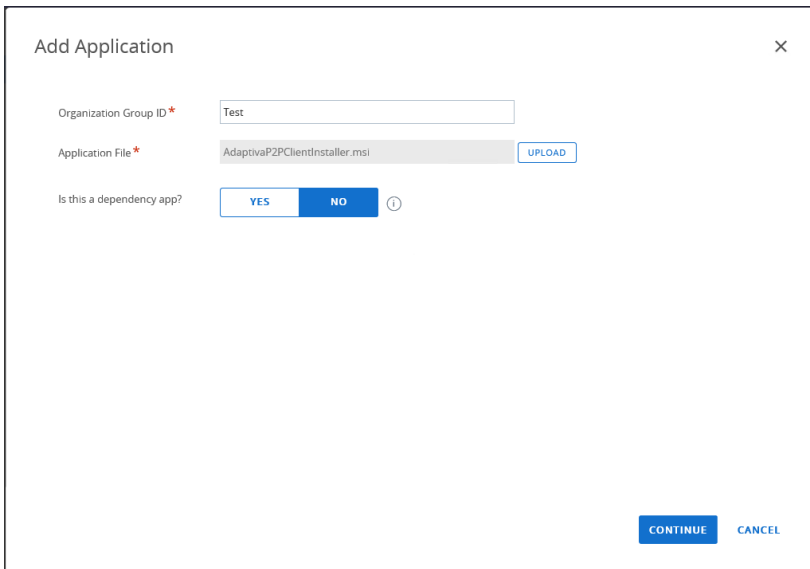 Add Application
Organization Group ID *
Test
Application File *
AdaptivaP2PClientInstaller.msi
UPLOAD
Is this a dependency app?
YES
NO
i
CONTINUE
CANCEL